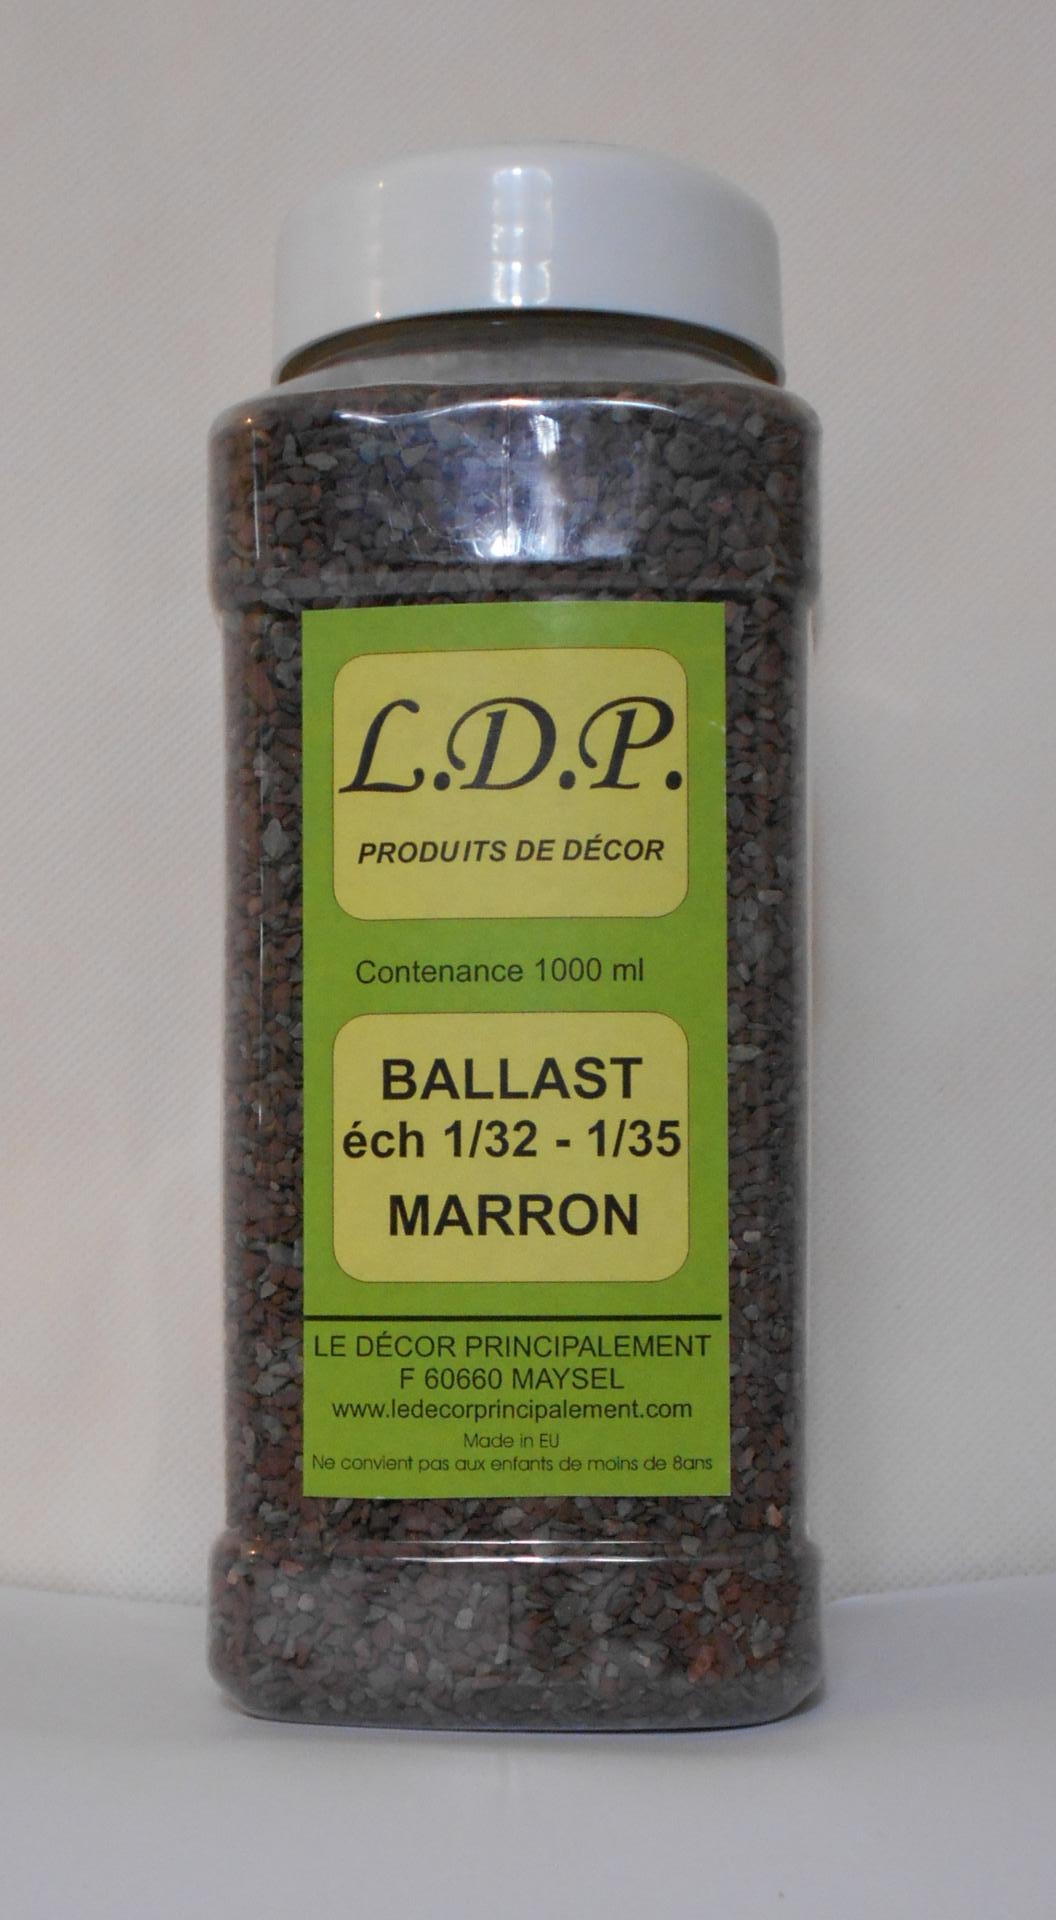 L.D.P.
PRODUITS DE DÉCOR
Contenance 1000 ml
BALLAST
éch 1/32 - 1/35
MARRON
LE DÉCOR PRINCIPALEMENT
F 60660 MAYSEL
www.ledecorprincipalement.com
Made in EU
Ne convient pas aux enfants de moins de 8ans